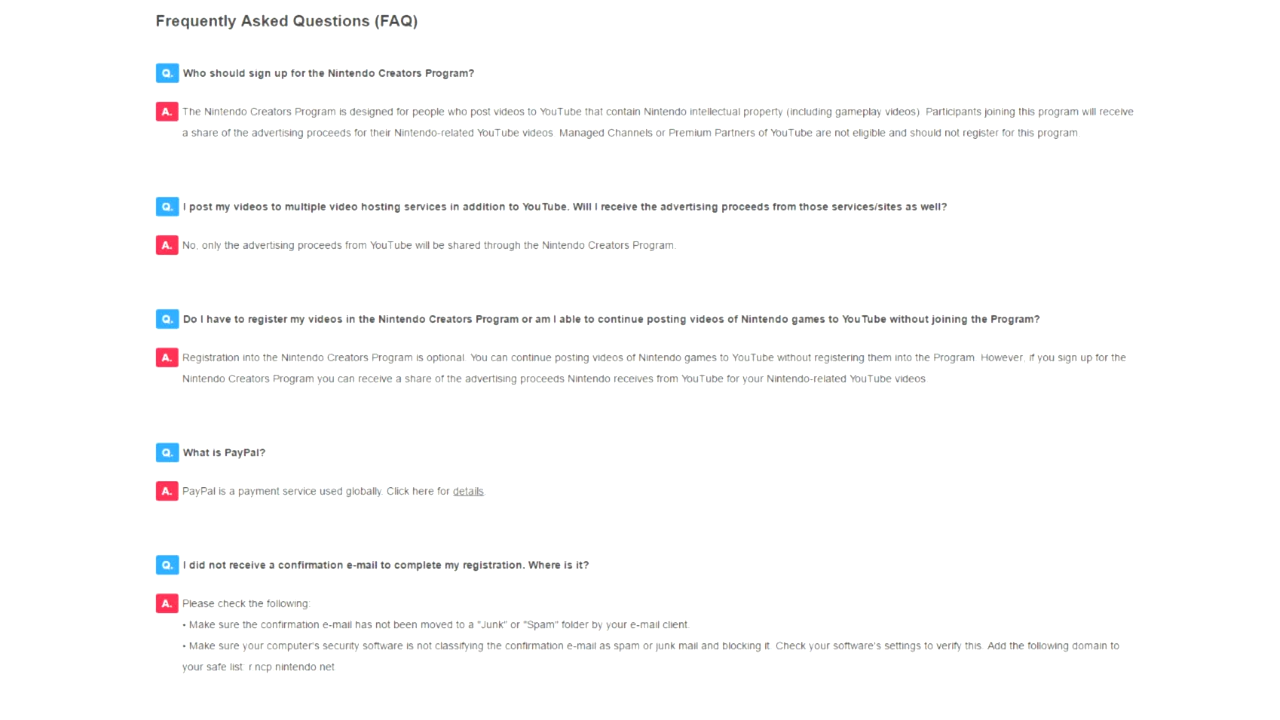 Frequently Asked Questions (FAQ)
Q. Who should sign up for the Nintendo Creators Program?
A. The Nintendo Creators Program is designed for people who post videos to YouTube that contain Nintendo intellectual property (including gameplay videos). Participants joining this program will receive
a share of the advertising proceeds for their Nintendo-related YouTube videos. Managed Channels or Premium Partners of YouTube are not eligible and should not register for this program.
Q. I post my videos to multiple video hosting services in addition to YouTube. Will I receive the advertising proceeds from those services/sites as well?
A. No, only the advertising proceeds from YouTube will be shared through the Nintendo Creators Program.
Q. Do I have to register my videos in the Nintendo Creators Program or am I able to continue posting videos of Nintendo games to YouTube without joining the Program?
A. Registration into the Nintendo Creators Program is optional. You can continue posting videos of Nintendo games to YouTube without registering them into the Program. However, if you sign up for the
Nintendo Creators Program you can receive a share of the advertising proceeds Nintendo receives from YouTube for your Nintendo-related YouTube videos.
Q. What is PayPal?
A. PayPal is a payment service used globally. Click here for details.
Q. I did not receive a confirmation e-mail to complete my registration. Where is it?
A. Please check the following:
• Make sure the confirmation e-mail has not been moved to a "Junk" or "Spam" folder by your e-mail client.
• Make sure your computer's security software is not classifying the confirmation e-mail as spam or junk mail and blocking it. Check your software's settings to verify this. Add the following domain to
your safe list: r.ncp.nintendo.net